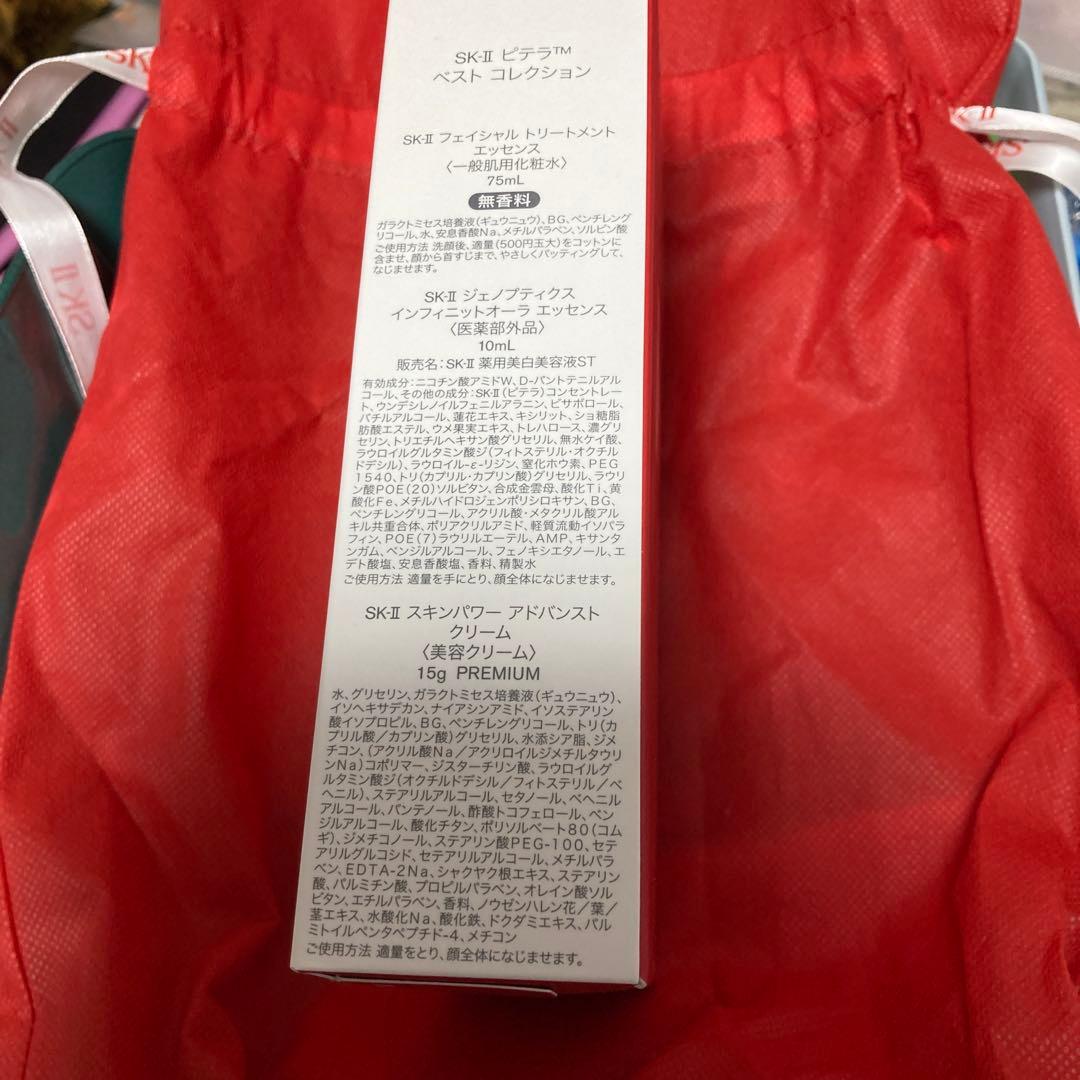 SK-II ピテラ™
ベスト コレクション
SK-II フェイシャル トリートメント
エッセンス
〈一般肌用化粧水〉
75mL
無香料
ガラクトミセス培養液(ギュウニュウ)、BG、ペンチレング
リコール、水、安息香酸Na、メチルパラベン、ソルビン酸
ご使用方法 洗顔後、適量(500円玉大)をコットンに
含ませ、顔から首すじまで、やさしくパッティングして、
なじませます。
SK-II ジェノプティクス
インフィニットオーラ エッセンス
〈医薬部外品〉
10mL
販売名:SK-II 薬用美白美容液ST
有効成分:ニコチン酸アミドW、D-パントテニルアル
コール、その他の成分:SK-II(ピテラ)コンセントレー
ト、ウンデシレノイルフェニルアラニン、ビサボロール、
バチルアルコール、蓮花エキス、キシリット、ショ糖脂
肪酸エステル、ウメ果実エキス、トレハロース、濃グリ
セリン、トリエチルヘキサン酸グリセリル、無水ケイ酸、
ラウロイルグルタミン酸ジ(フィトステリル・オクチル
ドデシル)、ラウロイル-ε-リジン、窒化ホウ素、PEG
1540、トリ(カプリル・カプリン酸)グリセリル、ラウリ
ン酸POE(20)ソルビタン、合成金雲母、酸化Ti、黄
酸化Fe、メチルハイドロジェンポリシロキサン、BG、
ペンチレングリコール、アクリル酸・メタクリル酸アル
キル共重合体、ポリアクリルアミド、軽質流動イソパラ
フィン、POE(7)ラウリルエーテル、AMP、キサンタ
ンガム、ベンジルアルコール、フェノキシエタノール、エ
デト酸塩、安息香酸塩、香料、精製水
ご使用方法 適量を手にとり、顔全体になじませます。
SK-II スキンパワー アドバンスト
クリーム
〈美容クリーム〉
15g PREMIUM
水、グリセリン、ガラクトミセス培養液(ギュウニュウ)、
イソヘキサデカン、ナイアシンアミド、イソステアリン
酸イソプロピル、BG、ペンチレングリコール、トリ(カ
プリル酸/カプリン酸)グリセリル、水添シア脂、ジメ
チコン、(アクリル酸Na/アクリロイルジメチルタウリ
ンNa)コポリマー、ジスターチリン酸、ラウロイルグ
ルタミン酸ジ(オクチルドデシル/フィトステリル/ベ
ヘニル)、ステアリルアルコール、セタノール、ベヘニル
アルコール、パンテノール、酢酸トコフェロール、ベン
ジルアルコール、酸化チタン、ポリソルベート80(コム
ギ)、ジメチコノール、ステアリン酸PEG-100、セテ
アリルグルコシド、セテアリルアルコール、メチルパラ
ベン、EDTA-2Na、シャクヤク根エキス、ステアリン
酸、パルミチン酸、プロピルパラベン、オレイン酸ソル
ビタン、エチルパラベン、香料、ノウゼンハレン花/葉/
茎エキス、水酸化Na、酸化鉄、ドクダミエキス、パル
ミトイルペンタペプチド-4、メチコン
ご使用方法 適量をとり、顔全体になじませます。
SK-II